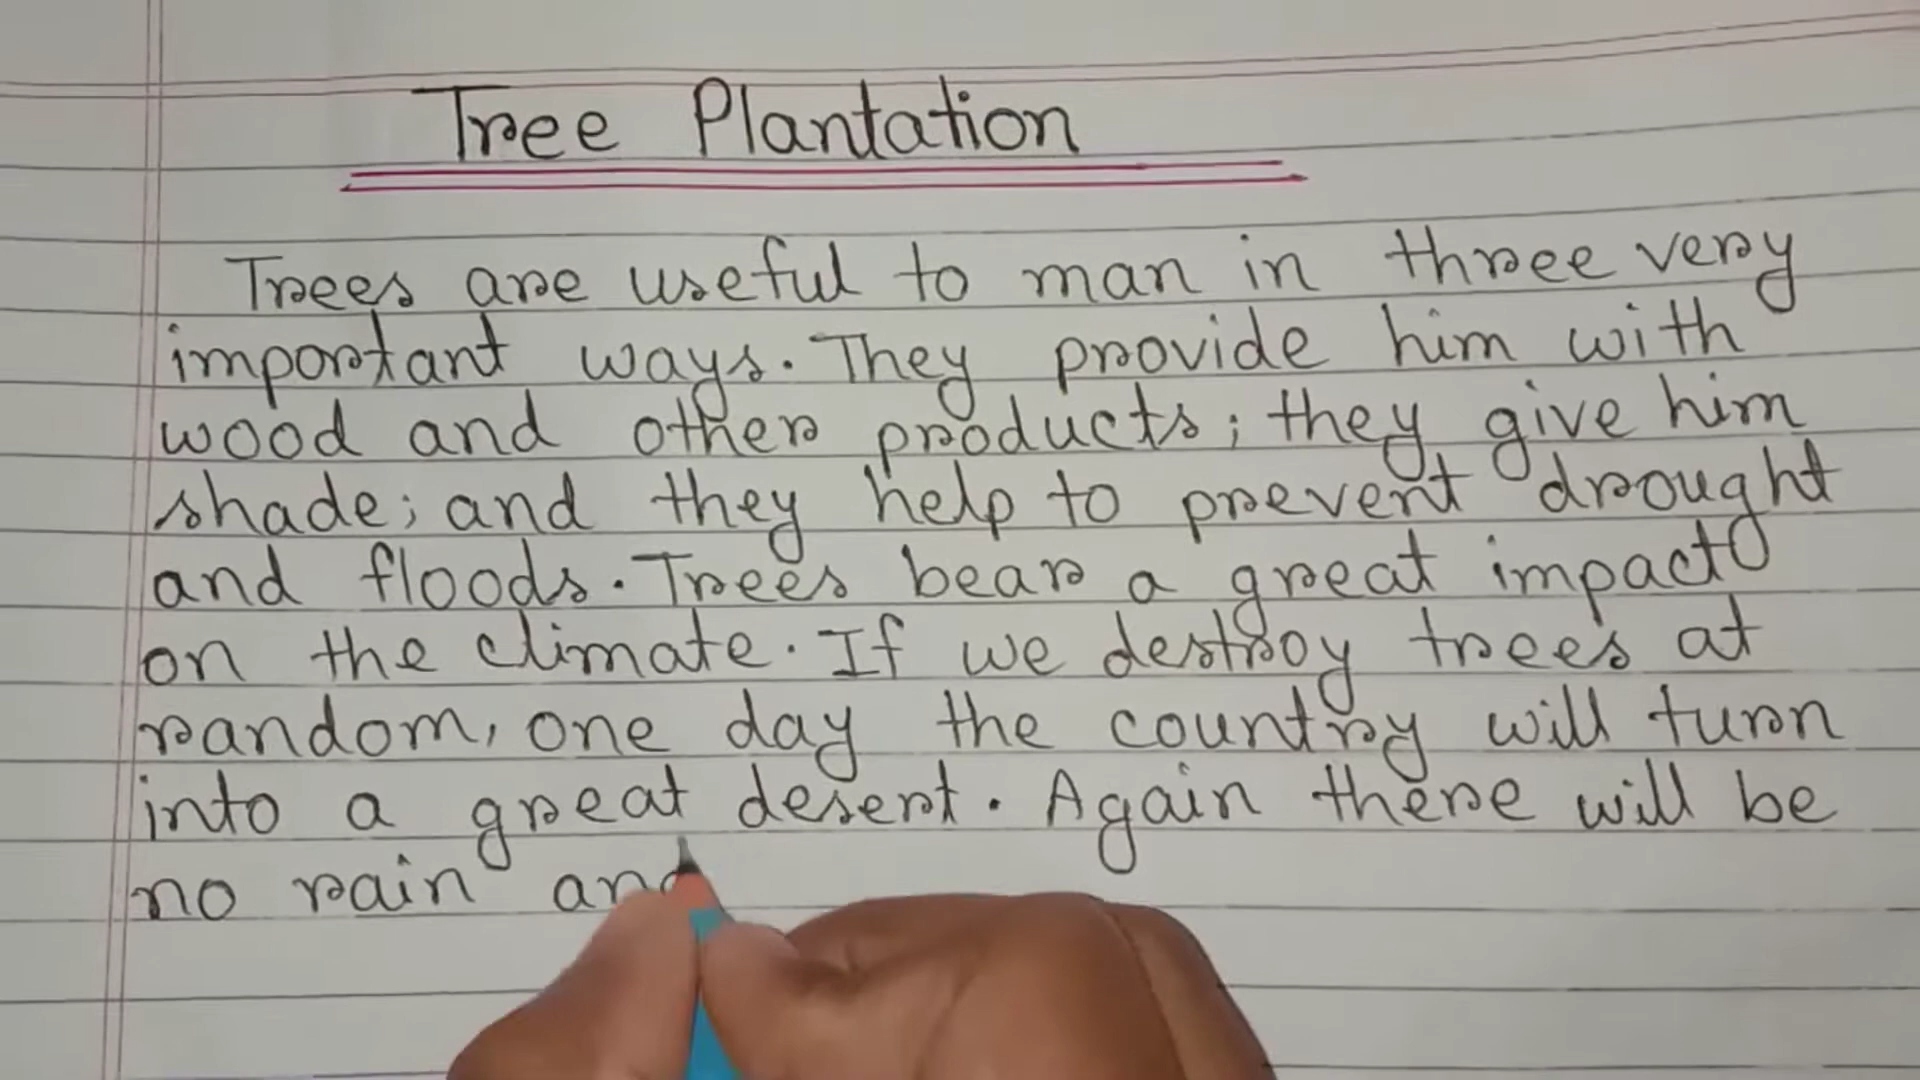 Tree Plantation
Trees are useful to man in three very
important ways. They provide him with
wood and other products; they give him
shade; and they help to prevent drought
and floods. Trees bear a great impact
on the climate. If we destroy trees at
random, one day the country will turn
into a great desert. Again there will be
no rain and